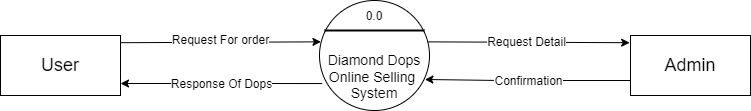 0.0
User
Request For order
Response Of Dops
Diamond Dops
Online Selling
System
Request Detail
Confirmation
Admin